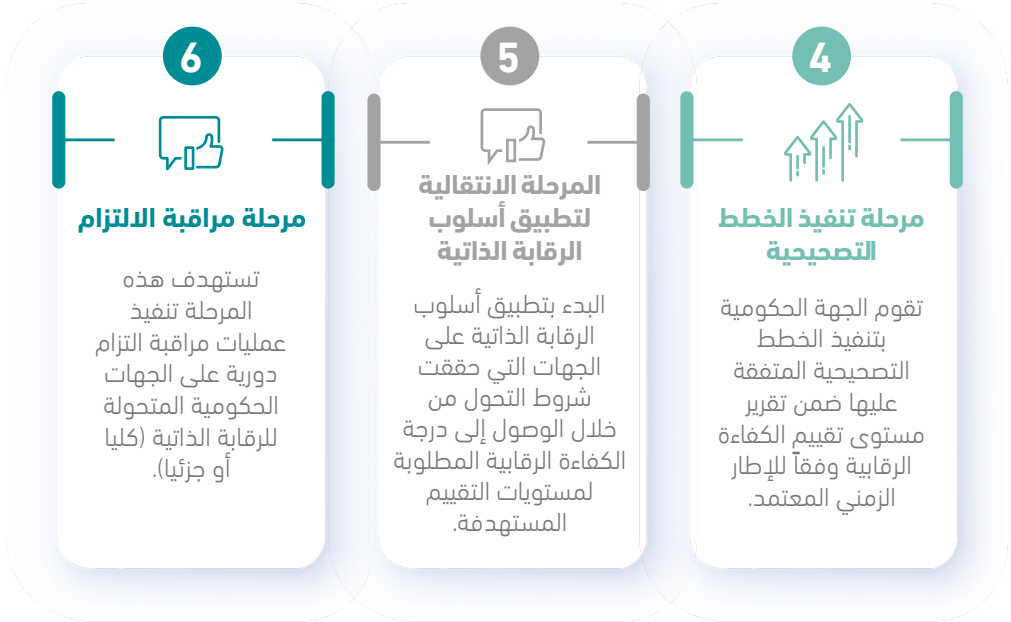 4
مرحلة تنفيذ الخطط
التصحيحية
تقوم الجهة الحكومية
بتنفيذ الخطط
التصحيحية المتفقة
عليها ضمن تقرير
مستوى تقييم الكفاءة
الرقابية وفقاً للإطار
الزمني المعتمد.
5
المرحلة الانتقالية
لتطبيق أسلوب
الرقابة الذاتية
البدء بتطبيق أسلوب
الرقابة الذاتية على
الجهات التي حققت
شروط التحول من
خلال الوصول إلى درجة
الكفاءة الرقابية المطلوبة
لمستويات التقييم
المستهدفة.
6
مرحلة مراقبة الالتزام
تستهدف هذه
المرحلة تنفيذ
عمليات مراقبة التزام
دورية على الجهات
الحكومية المتحولة
للرقابة الذاتية (كليا
أو جزئيا).